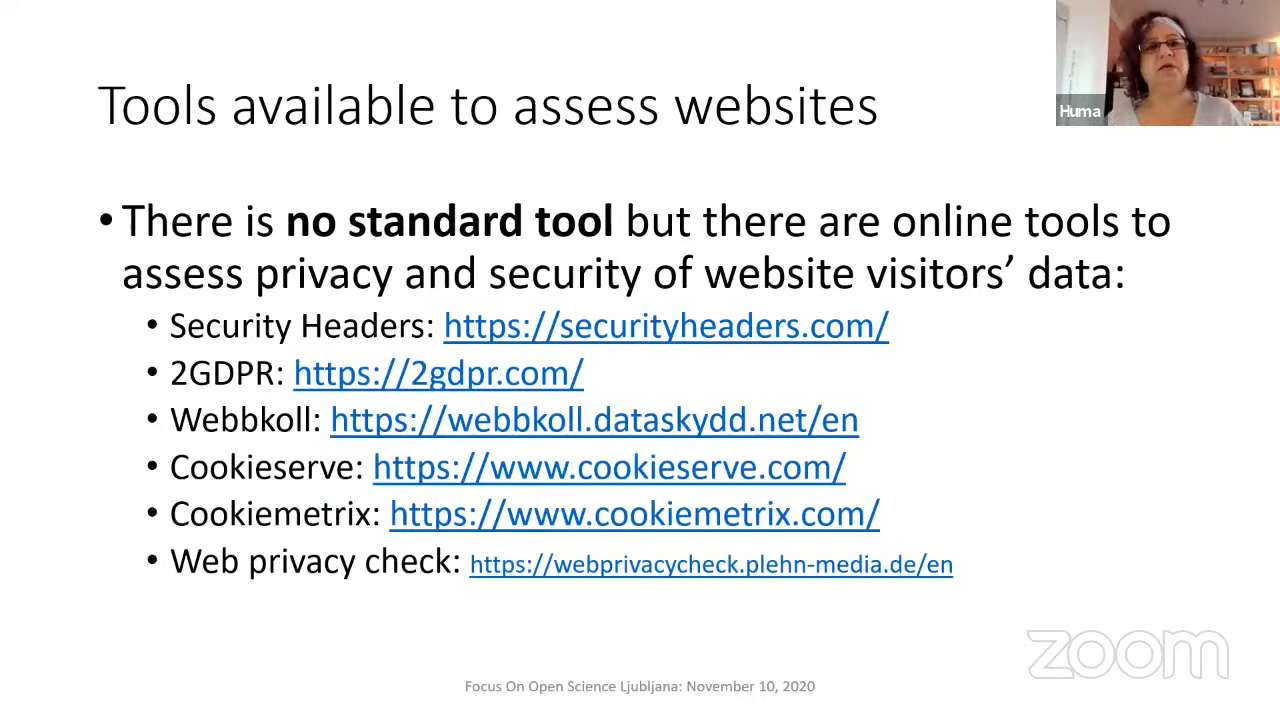 Tools available to assess websites
Huma
• There is no standard tool but there are online tools to
assess privacy and security of website visitors’ data:
• Security Headers: https://securityheaders.com/
• 2GDPR: https://2gdpr.com/
• Webbkoll: https://webbkoll.dataskydd.net/en
• Cookieserve: https://www.cookieserve.com/
• Cookiemetrix: https://www.cookiemetrix.com/
• Web privacy check: https://webprivacycheck.plehn-media.de/en
zoom
Focus On Open Science Ljubljana: November 10, 2020